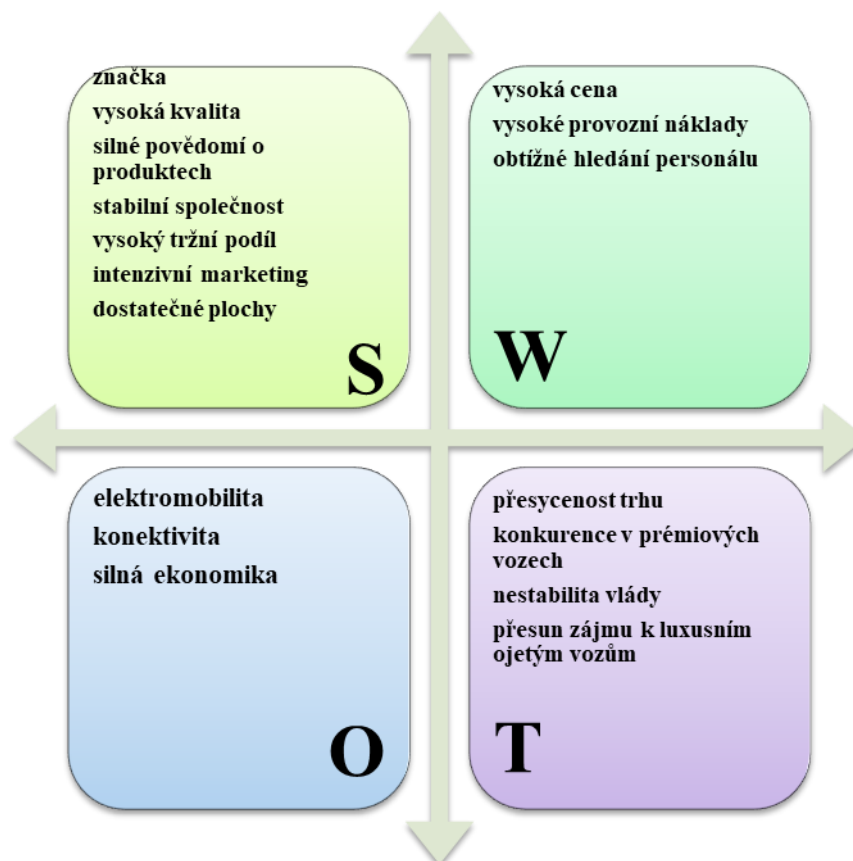 značka
vysoká kvalita
silné povědomí o
produktech
stabilní společnost
vysoký tržní podíl
intenzivní marketing
dostatečné plochy
S
vysoká cena
vysoké provozní náklady
obtížné hledání personálu
W
elektromobilita
konektivita
silná ekonomika
O
přesycenost trhu
konkurence v prémiových
vozech
nestabilita vlády
přesun zájmu k luxusním
ojetým vozům
T